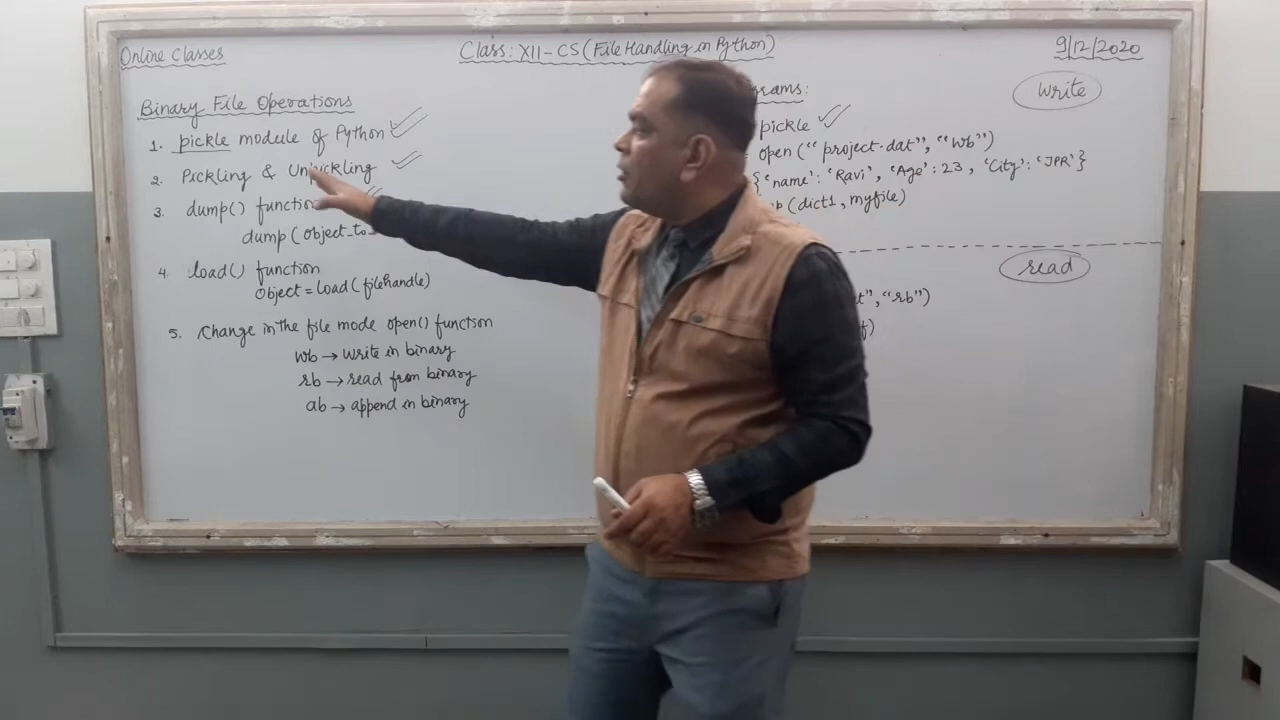 Online Classes
Class: XII-CS (File Handling in Python)
9/12/2020
Binary File Operations
1. pickle module of Python
2. Pickling & Unpickling
3. dump() function
dump(object_to
4. load() function
object = load(filehandle)
5. Change in the file mode open() function
wb → write in binary
rb → read from binary
ab → append in binary
grams:
write
pickle
= open("project.dat", "wb")
{'name': 'Ravi', 'Age': 23, 'City': 'JPR'}
p(dict1, myfile)
read
t", "rb")
f)